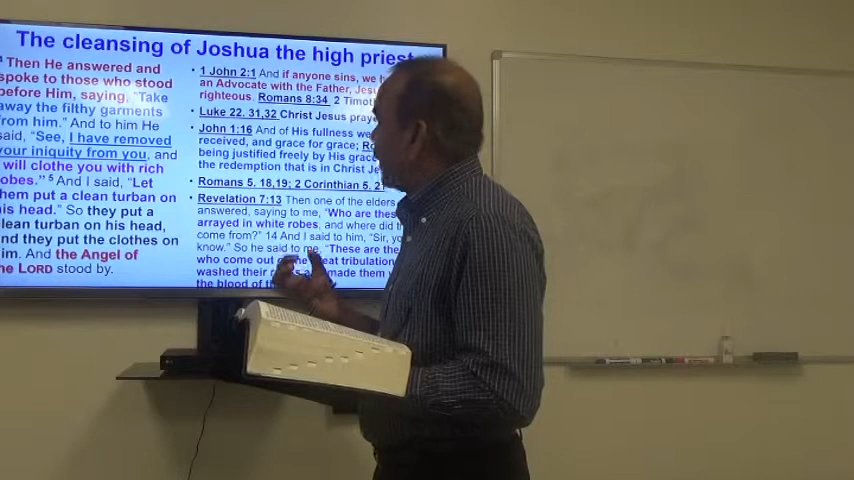 The cleansing of Joshua the high priest
Then He answered and
spoke to those who stood
before Him, saying, "Take
away the filthy garments
from him." And to him He
said, "See, I have removed
your iniquity from you, and
will clothe you with rich
robes." 5 And I said, "Let
them put a clean turban on
his head." So they put a
clean turban on his head,
and they put the clothes on
him. And the Angel of
the LORD stood by.
• 1 John 2:1 And if anyone sins, we
an Advocate with the Father,
righteous. Romans 8:34, 2
• Luke 22. 31,32 Christ Jesus
• John 1:16 And of His fullness we
received, and grace for grace;
being justified freely by His grace
the redemption that is in Christ
• Romans 5. 18,19; 2 Corinthian 5. 21
• Revelation 7:13 Then one of the elders
answered, saying to me, "Who are these
arrayed in white robes, and where did
come from?" 14 And I said to him, "Sir,
know." So he said to me, "These are the
who come out of the great tribulation
washed their robes and made them
the blood of